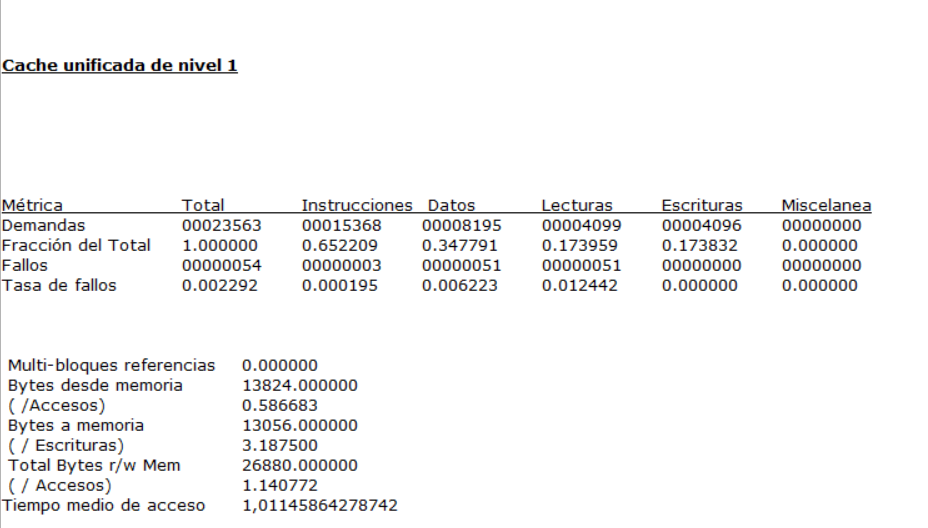 Cache unificada de nivel 1
Métrica Total Instrucciones Datos Lecturas Escrituras Miscelanea
Demandas 00023563 00015368 00008195 00004099 00004096 00000000
Fracción del Total 1.000000 0.652209 0.347791 0.173959 0.173832 0.000000
Fallos 00000054 00000003 00000051 00000051 00000000 00000000
Tasa de fallos 0.002292 0.000195 0.006223 0.012442 0.000000 0.000000
Multi-bloques referencias 0.000000
Bytes desde memoria 13824.000000
( /Accesos) 0.586683
Bytes a memoria 13056.000000
( / Escrituras) 3.187500
Total Bytes r/w Mem 26880.000000
( / Accesos) 1.140772
Tiempo medio de acceso 1,01145864278742